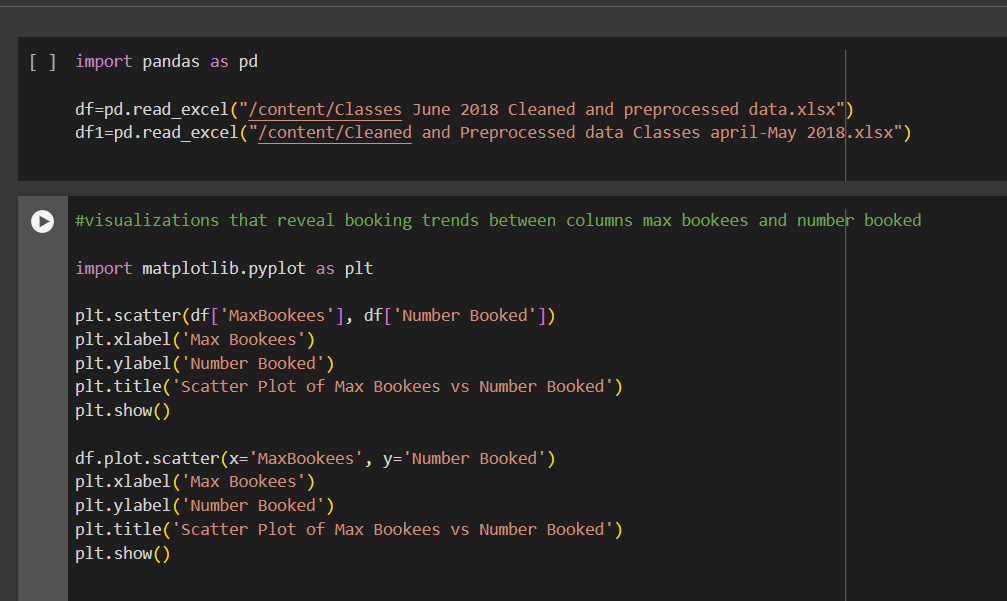 [ ] import pandas as pd
df=pd.read_excel("/content/Classes June 2018 Cleaned and preprocessed data.xlsx")
df1=pd.read_excel("/content/Cleaned and Preprocessed data Classes april-May 2018.xlsx")
#visualizations that reveal booking trends between columns max bookees and number booked
import matplotlib.pyplot as plt
plt.scatter(df['MaxBookees'], df['Number Booked'])
plt.xlabel('Max Bookees')
plt.ylabel('Number Booked')
plt.title('Scatter Plot of Max Bookees vs Number Booked')
plt.show()
df.plot.scatter(x='MaxBookees', y='Number Booked')
plt.xlabel('Max Bookees')
plt.ylabel('Number Booked')
plt.title('Scatter Plot of Max Bookees vs Number Booked')
plt.show()